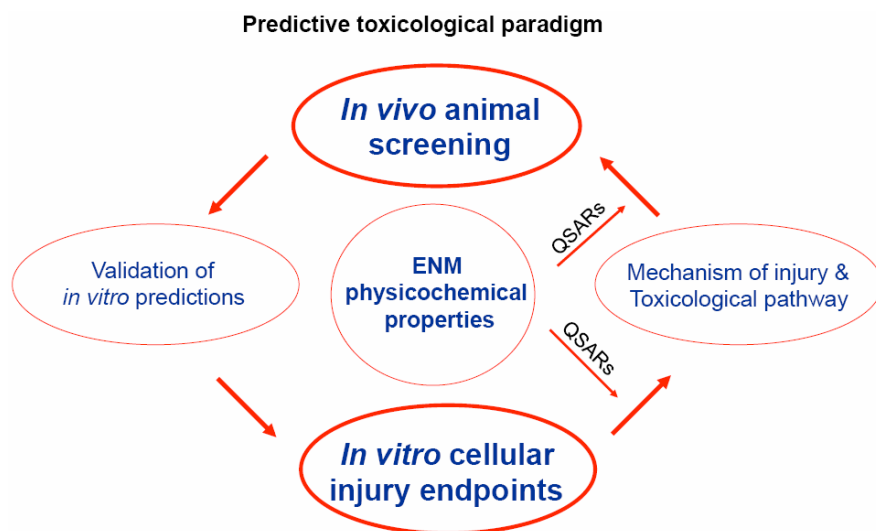 Predictive toxicological paradigm
In vivo animal
screening
QSARs
Validation of
in vitro predictions
ENM
physicochemical
properties
Mechanism of injury &
Toxicological pathway
QSARs
In vitro cellular
injury endpoints